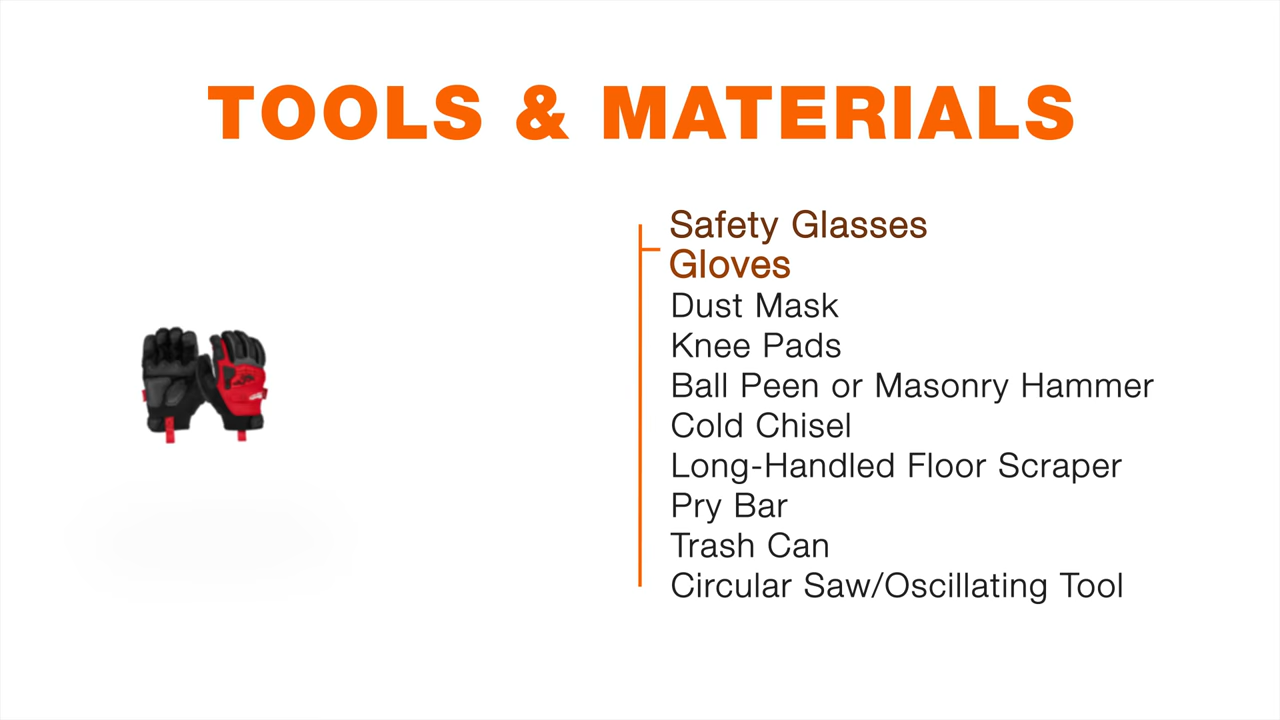 TOOLS & MATERIALS
Safety Glasses
Gloves
Dust Mask
Knee Pads
Ball Peen or Masonry Hammer
Cold Chisel
Long-Handled Floor Scraper
Pry Bar
Trash Can
Circular Saw/Oscillating Tool